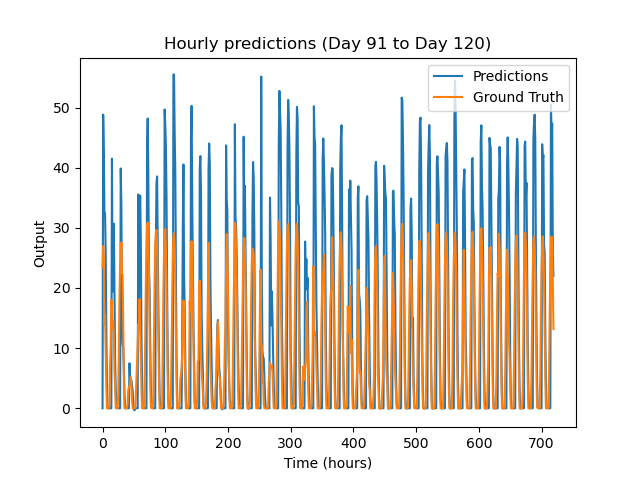 Hourly predictions (Day 91 to Day 120)
Predictions
Ground Truth
Output
50
40
30
20
10
0
0 100 200 300 400 500 600 700
Time (hours)